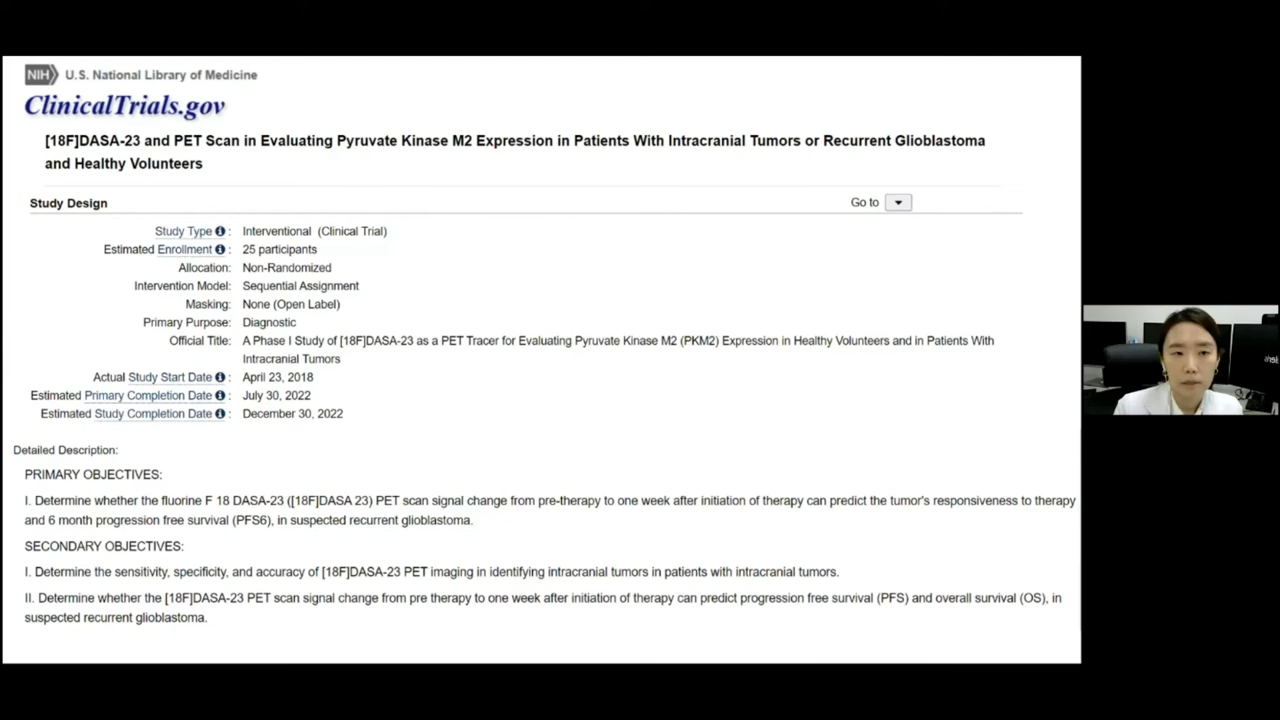 NIH U.S. National Library of Medicine
ClinicalTrials.gov
[18F]DASA-23 and PET Scan in Evaluating Pyruvate Kinase M2 Expression in Patients With Intracranial Tumors or Recurrent Glioblastoma
and Healthy Volunteers
Study Design Go to
Study Type : Interventional (Clinical Trial)
Estimated Enrollment : 25 participants
Allocation: Non-Randomized
Intervention Model: Sequential Assignment
Masking: None (Open Label)
Primary Purpose: Diagnostic
Official Title: A Phase I Study of [18F]DASA-23 as a PET Tracer for Evaluating Pyruvate Kinase M2 (PKM2) Expression in Healthy Volunteers and in Patients With
Intracranial Tumors
Actual Study Start Date : April 23, 2018
Estimated Primary Completion Date : July 30, 2022
Estimated Study Completion Date : December 30, 2022
Detailed Description:
PRIMARY OBJECTIVES:
I. Determine whether the fluorine F 18 DASA-23 ([18F]DASA 23) PET scan signal change from pre-therapy to one week after initiation of therapy can predict the tumor's responsiveness to therapy
and 6 month progression free survival (PFS6), in suspected recurrent glioblastoma.
SECONDARY OBJECTIVES:
I. Determine the sensitivity, specificity, and accuracy of [18F]DASA-23 PET imaging in identifying intracranial tumors in patients with intracranial tumors.
II. Determine whether the [18F]DASA-23 PET scan signal change from pre therapy to one week after initiation of therapy can predict progression free survival (PFS) and overall survival (OS), in
suspected recurrent glioblastoma.